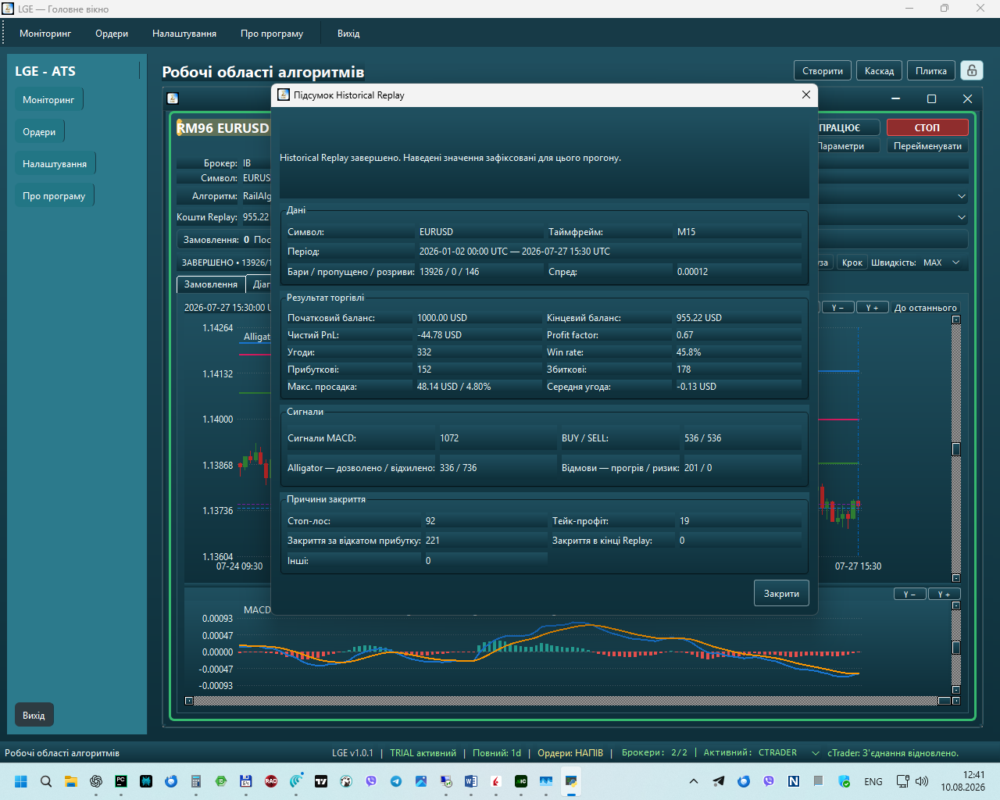 LGE — Головне вікно
Моніторинг Ордери Налаштування Про програму Вихід
LGE - ATS
Моніторинг
Ордери
Налаштування
Про програму
Вихід
Робочі області алгоритмів
Створити Каскад Плитка
RM96 EURUSD
ПРАЦЮЄ СТОП
Параметри Перейменувати
Брокер: IB
Символ: EURUS
Алгоритм: RailAlg
Кошти Replay: 955.22
Замовлення: 0 Пос
ЗАВЕРШЕНО • 13926/1
Крок Швидкість: MAX
Замовлення Діаг
2026-07-27 15:30:00 U
Y − Y + До останнього
Alligat
1.14264
1.14132
1.14000
1.13868
1.13736
1.13604
07-24 09:30 07-27 15:30
Y − Y +
MACD
0.00093
0.00047
0.00000
-0.00047
-0.00093
Підсумок Historical Replay
Historical Replay завершено. Наведені значення зафіксовані для цього прогону.
Дані
Символ: EURUSD Таймфрейм: M15
Період: 2026-01-02 00:00 UTC — 2026-07-27 15:30 UTC
Бари / пропущено / розриви: 13926 / 0 / 146 Спред: 0.00012
Результат торгівлі
Початковий баланс: 1000.00 USD Кінцевий баланс: 955.22 USD
Чистий PnL: -44.78 USD Profit factor: 0.67
Угоди: 332 Win rate: 45.8%
Прибуткові: 152 Збиткові: 178
Макс. просадка: 48.14 USD / 4.80% Середня угода: -0.13 USD
Сигнали
Сигнали MACD: 1072 BUY / SELL: 536 / 536
Alligator — дозволено / відхилено: 336 / 736 Відмови — прогрів / ризик: 201 / 0
Причини закриття
Стоп-лос: 92 Тейк-профіт: 19
Закриття за відкатом прибутку: 221 Закриття в кінці Replay: 0
Інші: 0
Закрити
Робочі області алгоритмів
LGE v1.0.1 | TRIAL активний | Повний: 1d | Ордери: НАПІВ | Брокери: 2/2 | Активний: CTRADER cTrader: З'єднання відновлено.
ENG
12:41
10.08.2026